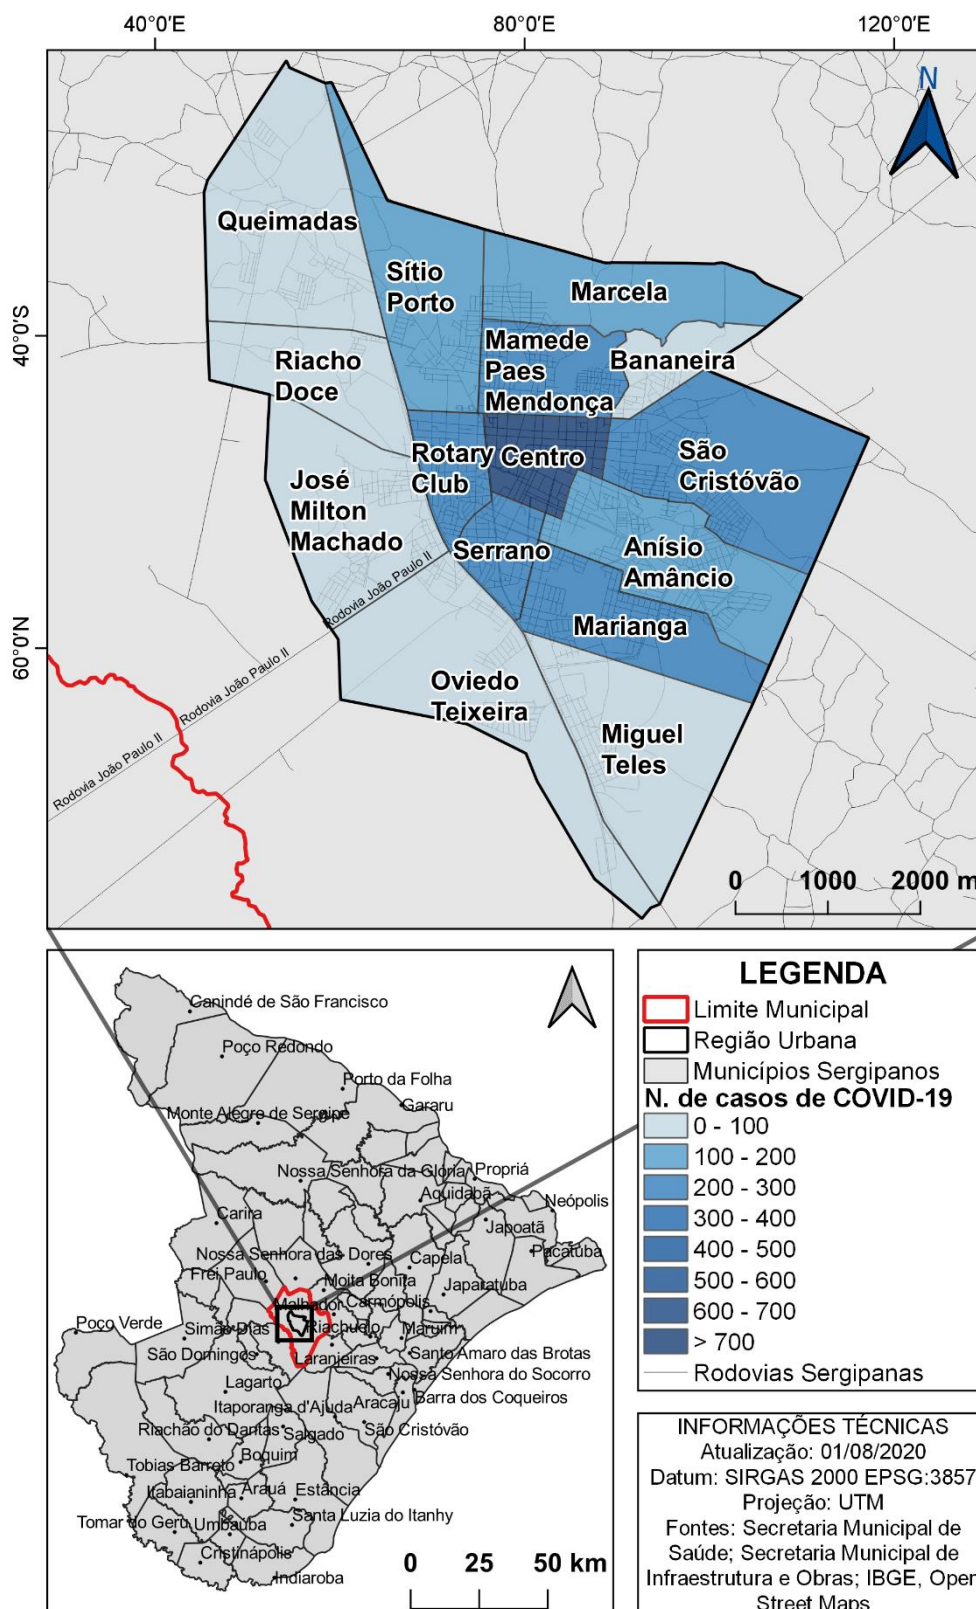 40°0'E
80°0'E
120°0'E
N
Queimadas
Sítio
Porto
Marcela
40°0'S
Riacho
Doce
Mamede
Paes
Mendonça
Bananeira
José
Milton
Machado
Rotary
Club
Centro
São
Cristóvão
Serrano
Anísio
Amâncio
Rodovia João Paulo II
Marianga
60°0'N
Rodovia João Paulo II
Oviedo
Teixeira
Miguel
Teles
Rodovia João Paulo II
0 1000 2000 m
Canindé de São Francisco
Poço Redondo
Porto da Folha
Gararu
Monte Alegre de Sergipe
Nossa Senhora da Glória
Propriá
Aquidabã
Neópolis
Carira
Japoatã
Pacatuba
Nossa Senhora das Dores
Capela
Frei Paulo
Moita Bonita
Japaratuba
Malhador
Carmópolis
Poço Verde
Simão Dias
Riachuelo
Maruim
São Domingos
Laranjeiras
Santo Amaro das Brotas
Nossa Senhora do Socorro
Lagarto
Barra dos Coqueiros
Itaporanga d'Ajuda
Aracaju
Riachão do Dantas
Salgado
São Cristóvão
Boquim
Tobias Barreto
Itabaianinha
Arauá
Estância
Tomar do Geru
Umbaúba
Santa Luzia do Itanhy
Cristinápolis
Indiaroba
0 25 50 km
LEGENDA
Limite Municipal
Região Urbana
Municípios Sergipanos
N. de casos de COVID-19
0 - 100
100 - 200
200 - 300
300 - 400
400 - 500
500 - 600
600 - 700
> 700
Rodovias Sergipanas
INFORMAÇÕES TÉCNICAS
Atualização: 01/08/2020
Datum: SIRGAS 2000 EPSG:3857
Projeção: UTM
Fontes: Secretaria Municipal de
Saúde; Secretaria Municipal de
Infraestrutura e Obras; IBGE, Open
Street Maps